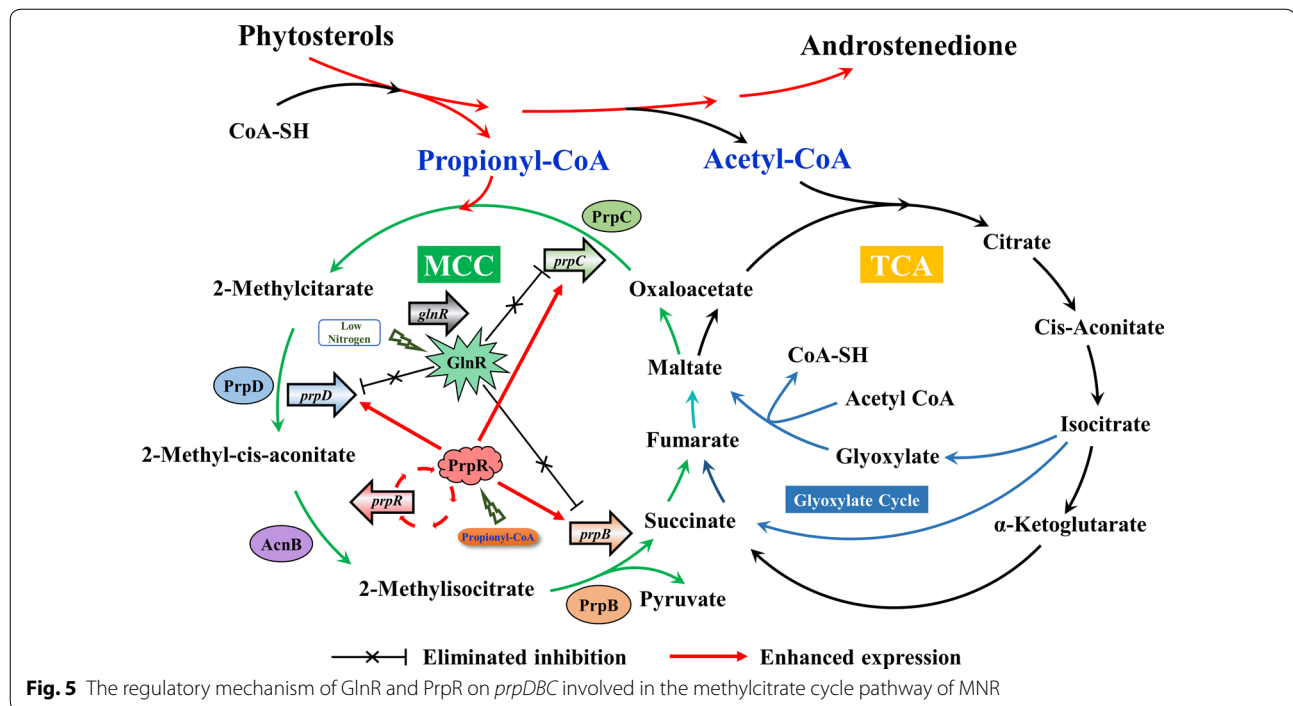 Phytosterols
Androstenedione
CoA-SH
Propionyl-CoA
Acetyl-CoA
PrpC
Citrate
MCC
prpC
TCA
2-Methylcitarate
Oxaloacetate
glnR
Low
Nitrogen
Cis-Aconitate
GlnR
CoA-SH
Maltate
PrpD
prpD
Acetyl CoA
Isocitrate
Fumarate
2-Methyl-cis-aconitate
Glyoxylate
PrpR
prpR
Glyoxylate Cycle
Succinate
α-Ketoglutarate
Propionyl-CoA
prpB
AcnB
2-Methylisocitrate
PrpB
Pyruvate
Eliminated inhibition
Enhanced expression
Fig. 5 The regulatory mechanism of GlnR and PrpR on prpDBC involved in the methylcitrate cycle pathway of MNR